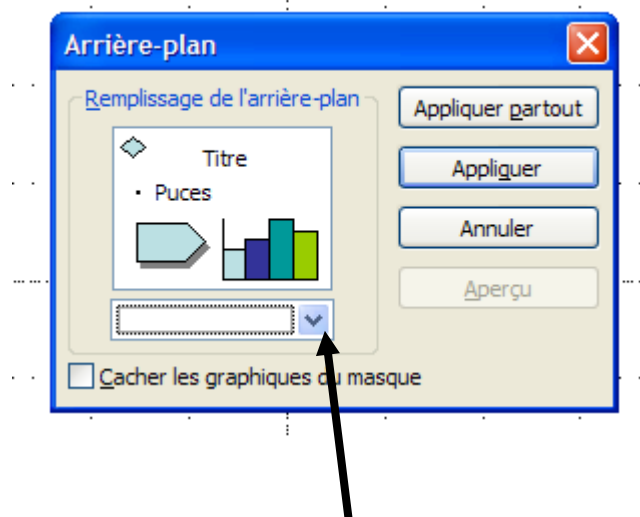 Arrière-plan
Remplissage de l'arrière-plan
Titre
• Puces
Appliquer partout
Appliquer
Annuler
Aperçu
Cacher les graphiques du masque